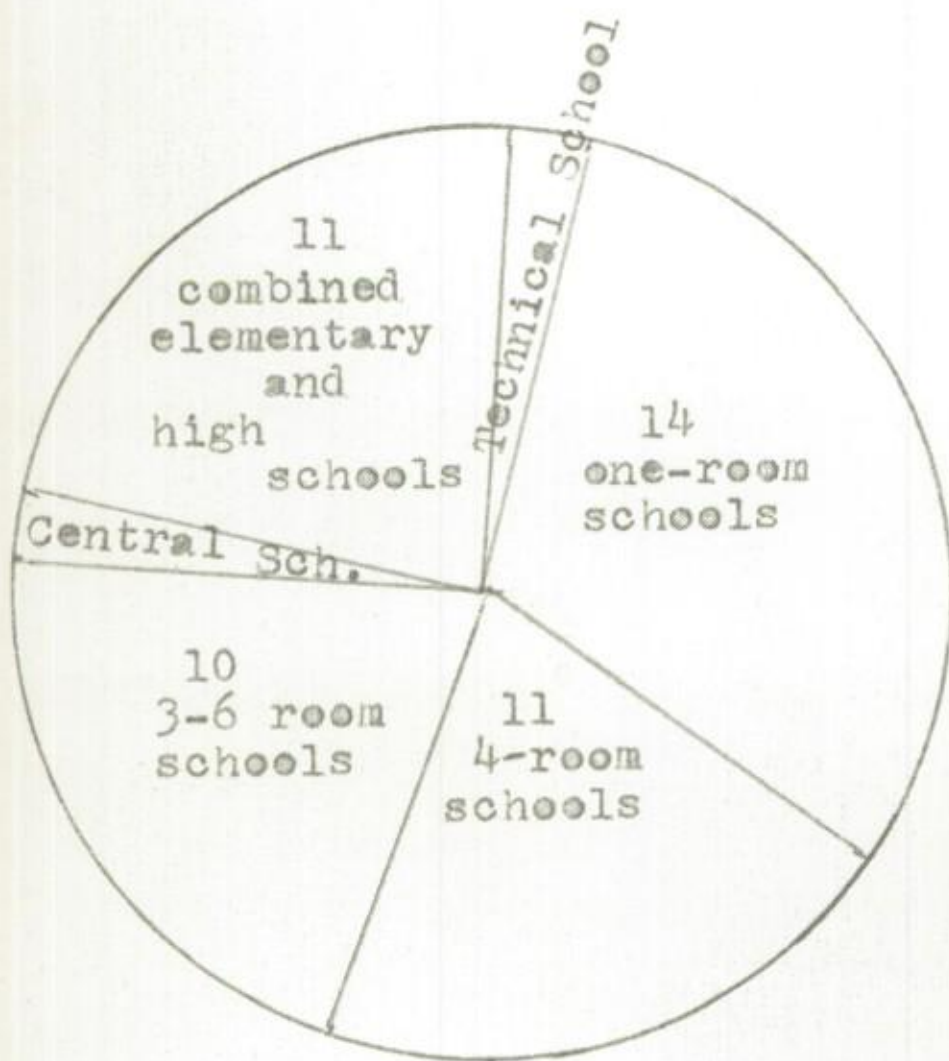 Technical School
11
combined
elementary
and
high
schools
14
one-room
schools
Central Sch.
10
3-6 room
schools
11
4-room
schools